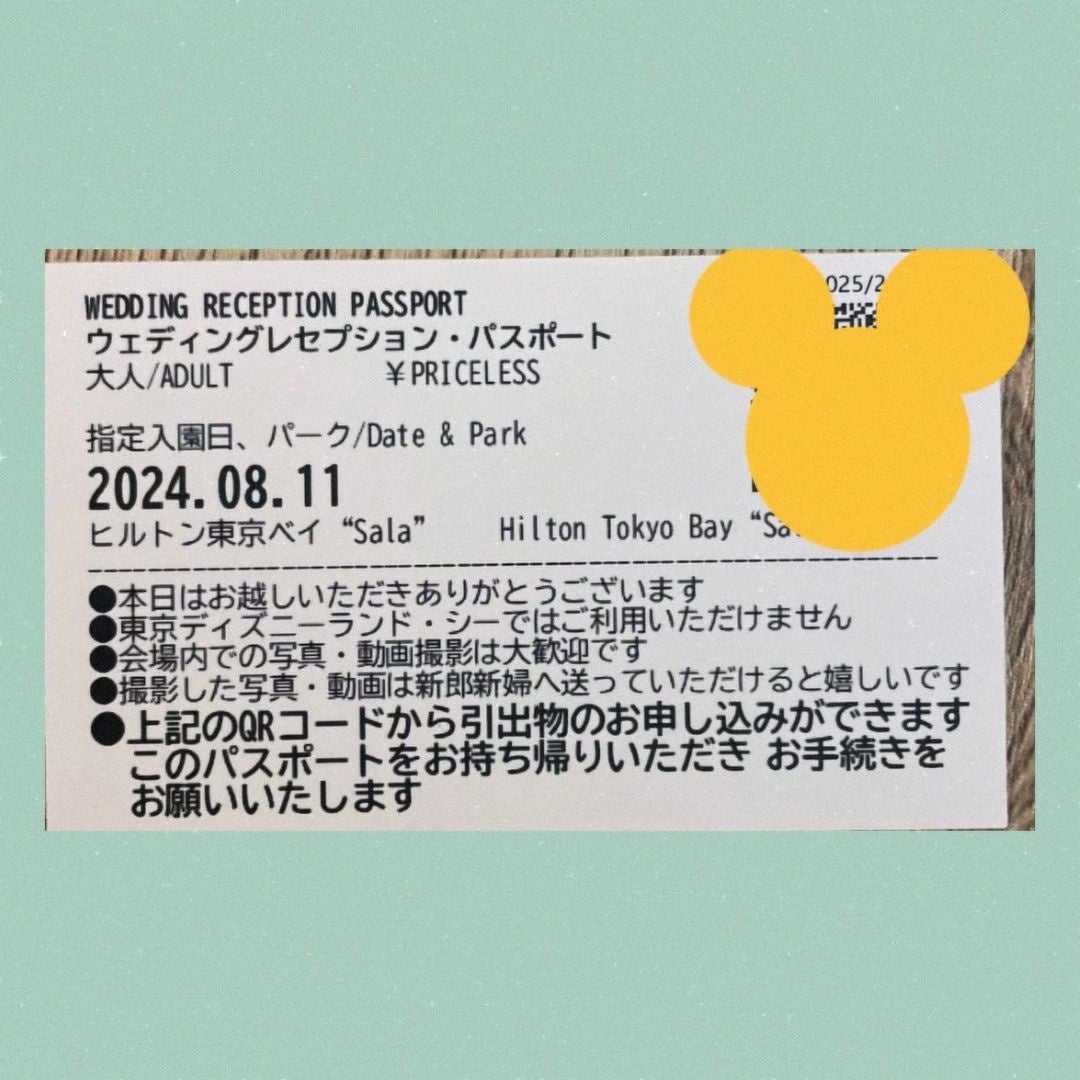 WEDDING RECEPTION PASSPORT
ウェディングレセプション・パスポート
大人/ADULT ￥PRICELESS
指定入園日、パーク/Date & Park
2024.08.11
ヒルトン東京ベイ “Sala” Hilton Tokyo Bay
●本日はお越しいただきありがとうございます
●東京ディズニーランド・シーではご利用いただけません
●会場内での写真・動画撮影は大歓迎です
●撮影した写真・動画は新郎新婦へ送っていただけると嬉しいです
●上記のQRコードから引出物のお申し込みができます
このパスポートをお持ち帰りいただき お手続きを
お願いいたします